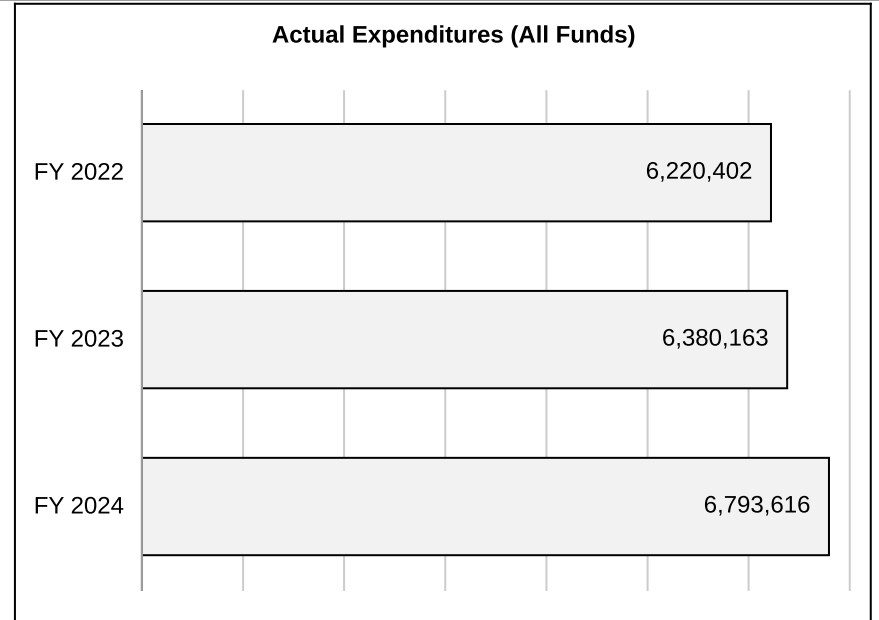 Actual Expenditures (All Funds)
FY 2022
6,220,402
FY 2023
6,380,163
FY 2024
6,793,616